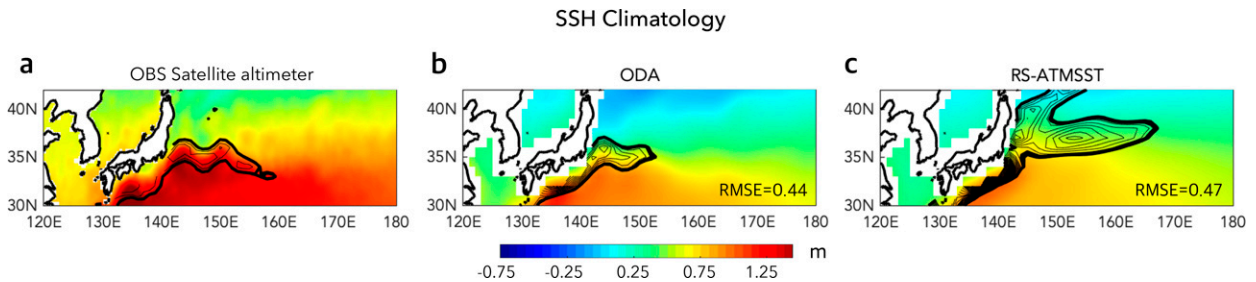 SSH Climatology
a
OBS Satellite altimeter
b
ODA
c
RS-ATMSST
40N
35N
30N
120E 130E 140E 150E 160E 170E 180
40N
35N
30N
RMSE=0.44
120E 130E 140E 150E 160E 170E 180
40N
35N
30N
RMSE=0.47
120E 130E 140E 150E 160E 170E 180
m
-0.75 -0.25 0.25 0.75 1.25